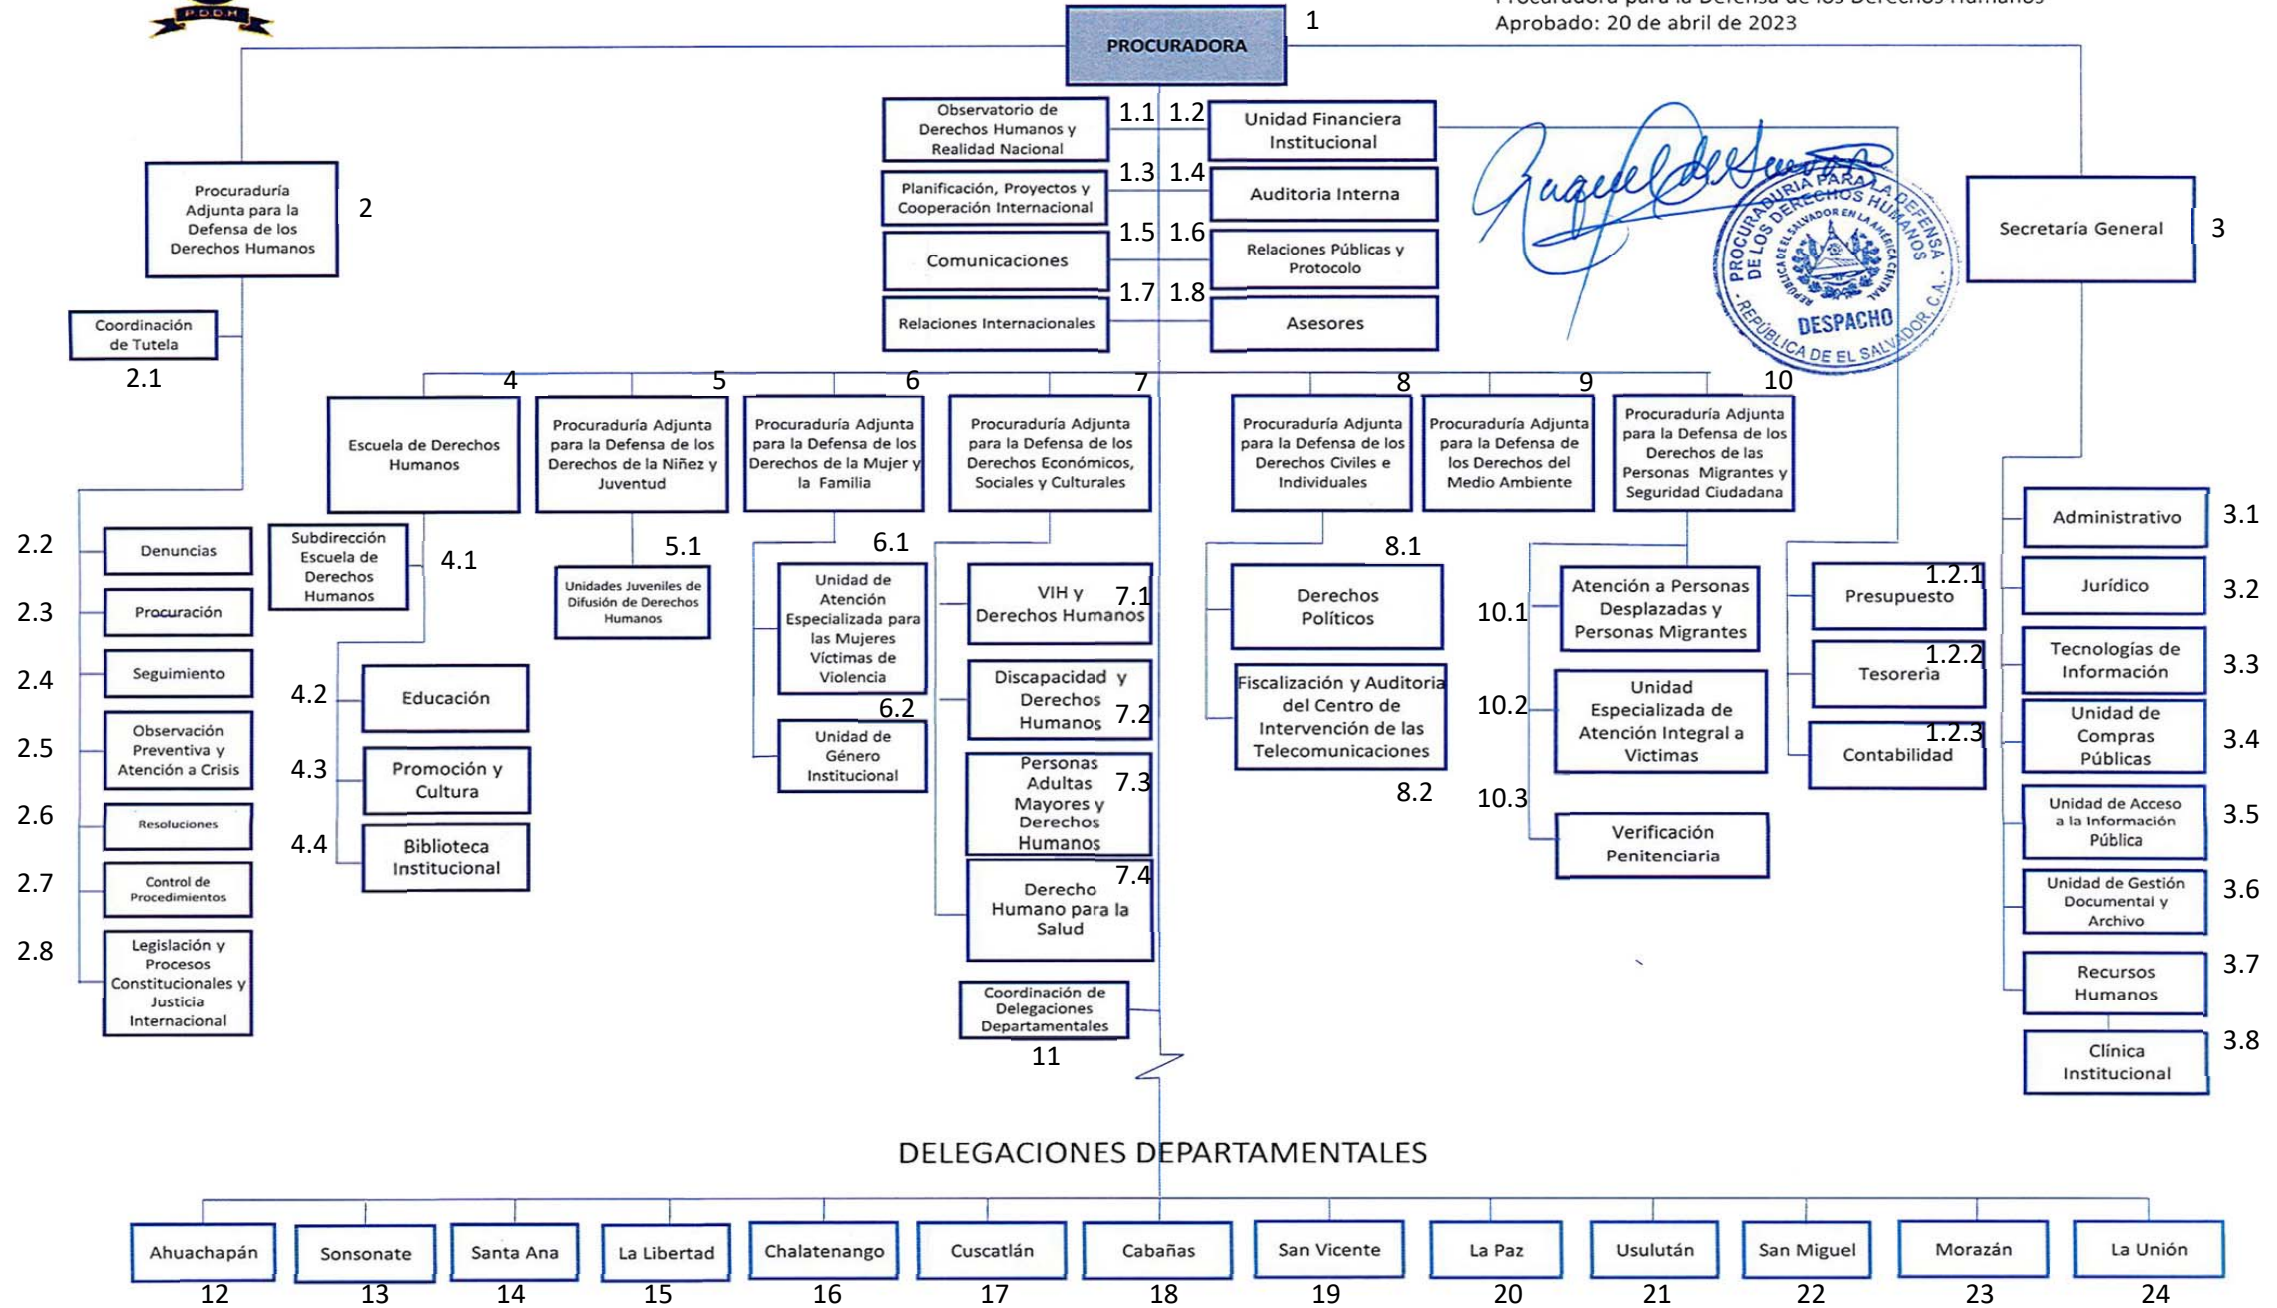 P.D.D.H
Aprobado: 20 de abril de 2023
PROCURADORA
1
Observatorio de
Derechos Humanos y
Realidad Nacional
1.1
1.2
Unidad Financiera
Institucional
Planificación, Proyectos y
Cooperación Internacional
1.3
1.4
Auditoria Interna
Comunicaciones
1.5
1.6
Relaciones Públicas y
Protocolo
Relaciones Internacionales
1.7
1.8
Asesores
Procuraduría
Adjunta para la
Defensa de los
Derechos Humanos
2
Secretaría General
3
PROCURADURIA PARA LA DEFENSA
DE LOS DERECHOS HUMANOS
REPÚBLICA DE EL SALVADOR EN LA AMÉRICA CENTRAL
DESPACHO
REPÚBLICA DE EL SALVADOR, C.A.
Coordinación
de Tutela
2.1
4
5
6
7
8
9
10
Escuela de Derechos
Humanos
Procuraduría Adjunta
para la Defensa de los
Derechos de la Niñez y
Juventud
Procuraduría Adjunta
para la Defensa de los
Derechos de la Mujer y
la Familia
Procuraduría Adjunta
para la Defensa de los
Derechos Económicos,
Sociales y Culturales
Procuraduría Adjunta
para la Defensa de los
Derechos Civiles e
Individuales
Procuraduría Adjunta
para la Defensa de
los Derechos del
Medio Ambiente
Procuraduría Adjunta
para la Defensa de los
Derechos de las
Personas Migrantes y
Seguridad Ciudadana
2.2
Denuncias
2.3
Procuración
2.4
Seguimiento
2.5
Observación
Preventiva y
Atención a Crisis
2.6
Resoluciones
2.7
Control de
Procedimientos
2.8
Legislación y
Procesos
Constitucionales y
Justicia
Internacional
Subdirección
Escuela de
Derechos
Humanos
4.1
4.2
Educación
4.3
Promoción y
Cultura
4.4
Biblioteca
Institucional
5.1
Unidades Juveniles de
Difusión de Derechos
Humanos
6.1
Unidad de
Atención
Especializada para
las Mujeres
Víctimas de
Violencia
6.2
Unidad de
Género
Institucional
VIH y
Derechos Humanos
7.1
Discapacidad y
Derechos
Humanos
7.2
Personas
Adultas
Mayores y
Derechos
Humanos
7.3
Derecho
Humano para la
Salud
7.4
8.1
Derechos
Políticos
Fiscalización y Auditoria
del Centro de
Intervención de las
Telecomunicaciones
8.2
10.1
Atención a Personas
Desplazadas y
Personas Migrantes
10.2
Unidad
Especializada de
Atención Integral a
Victimas
10.3
Verificación
Penitenciaria
1.2.1
Presupuesto
1.2.2
Tesoreria
1.2.3
Contabilidad
Administrativo
3.1
Jurídico
3.2
Tecnologías de
Información
3.3
Unidad de
Compras
Públicas
3.4
Unidad de Acceso
a la Información
Pública
3.5
Unidad de Gestión
Documental y
Archivo
3.6
Recursos
Humanos
3.7
Clínica
Institucional
3.8
Coordinación de
Delegaciones
Departamentales
11
DELEGACIONES DEPARTAMENTALES
Ahuachapán
Sonsonate
Santa Ana
La Libertad
Chalatenango
Cuscatlán
Cabañas
San Vicente
La Paz
Usulután
San Miguel
Morazán
La Unión
12
13
14
15
16
17
18
19
20
21
22
23
24